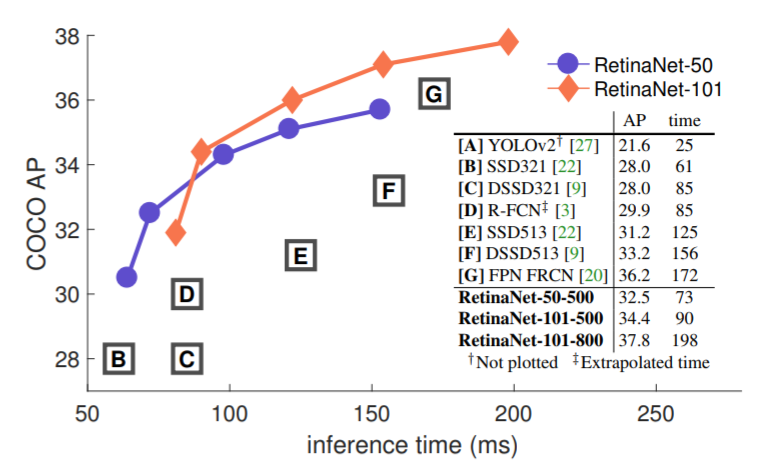 38
36
34
32
30
28
COCO AP
50
100
150
200
250
inference time (ms)
B
C
D
E
F
G
RetinaNet-50
RetinaNet-101
AP time
[A] YOLOv2† [27] 21.6 25
[B] SSD321 [22] 28.0 61
[C] DSSD321 [9] 28.0 85
[D] R-FCN‡ [3] 29.9 85
[E] SSD513 [22] 31.2 125
[F] DSSD513 [9] 33.2 156
[G] FPN FRCN [20] 36.2 172
RetinaNet-50-500 32.5 73
RetinaNet-101-500 34.4 90
RetinaNet-101-800 37.8 198
†Not plotted ‡Extrapolated time